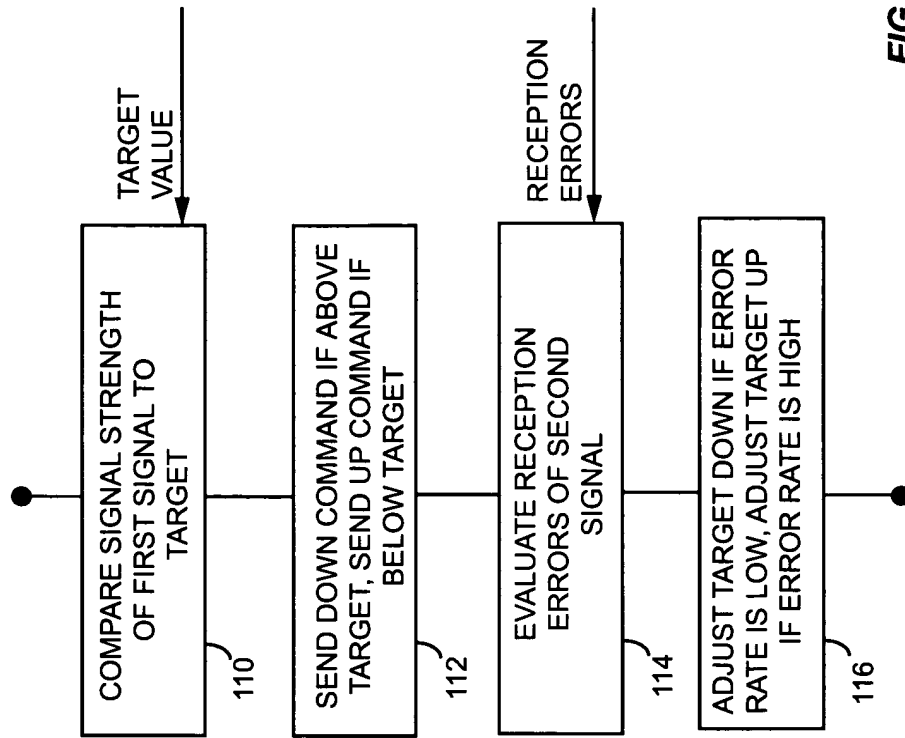 COMPARE SIGNAL STRENGTH
OF FIRST SIGNAL TO
TARGET
TARGET
VALUE
110
SEND DOWN COMMAND IF ABOVE
TARGET, SEND UP COMMAND IF
BELOW TARGET
112
EVALUATE RECEPTION
ERRORS OF SECOND
SIGNAL
RECEPTION
ERRORS
114
ADJUST TARGET DOWN IF ERROR
RATE IS LOW, ADJUST TARGET UP
IF ERROR RATE IS HIGH
116
FIG